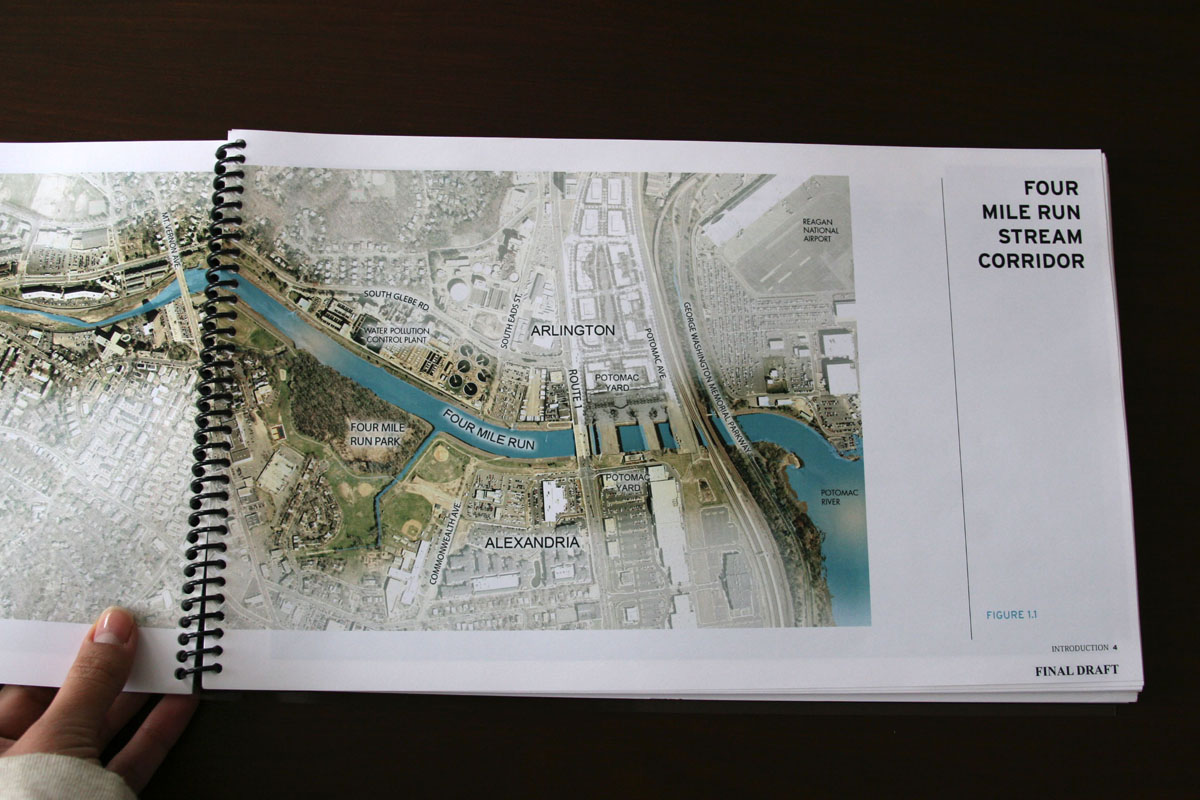 FOUR
MILE RUN
STREAM
CORRIDOR
REAGAN
NATIONAL
AIRPORT
MT VERNON AVE
SOUTH GLEBE RD
WATER POLLUTION
CONTROL PLANT
SOUTH EADS ST.
ARLINGTON
ROUTE 1
POTOMAC AVE.
GEORGE WASHINGTON MEMORIAL PARKWAY
POTOMAC
YARD
FOUR MILE
RUN PARK
FOUR MILE RUN
POTOMAC
YARD
POTOMAC
RIVER
COMMONWEALTH AVE
ALEXANDRIA
FIGURE 1.1
INTRODUCTION 4
FINAL DRAFT